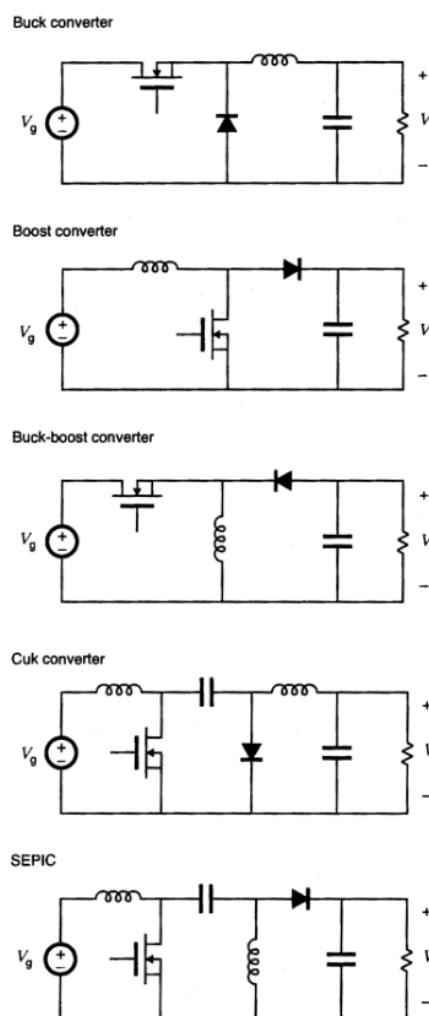 Buck converter
+
Vg + − V
−
Boost converter
+
Vg + − V
−
Buck-boost converter
+
Vg + − V
−
Cuk converter
+
Vg + − V
−
SEPIC
+
Vg + − V
−